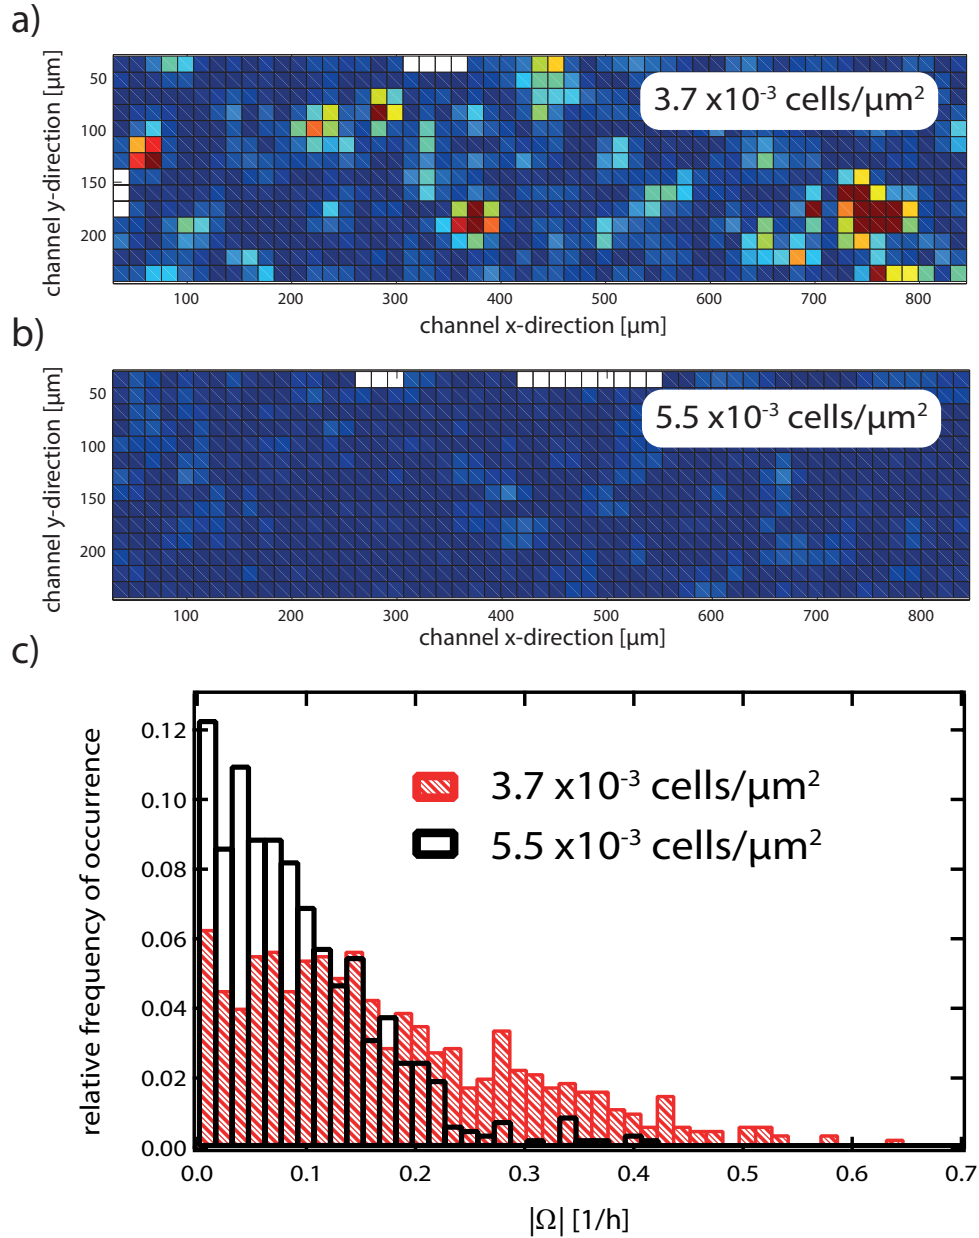 a)
channel y-direction [µm]
50
100
150
200
3.7 x10⁻³ cells/µm²
100 200 300 400 500 600 700 800
channel x-direction [µm]
b)
channel y-direction [µm]
50
100
150
200
5.5 x10⁻³ cells/µm²
100 200 300 400 500 600 700 800
channel x-direction [µm]
c)
relative frequency of occurrence
0.12
0.10
0.08
0.06
0.04
0.02
0.00
3.7 x10⁻³ cells/µm²
5.5 x10⁻³ cells/µm²
0.0 0.1 0.2 0.3 0.4 0.5 0.6 0.7
|Ω| [1/h]